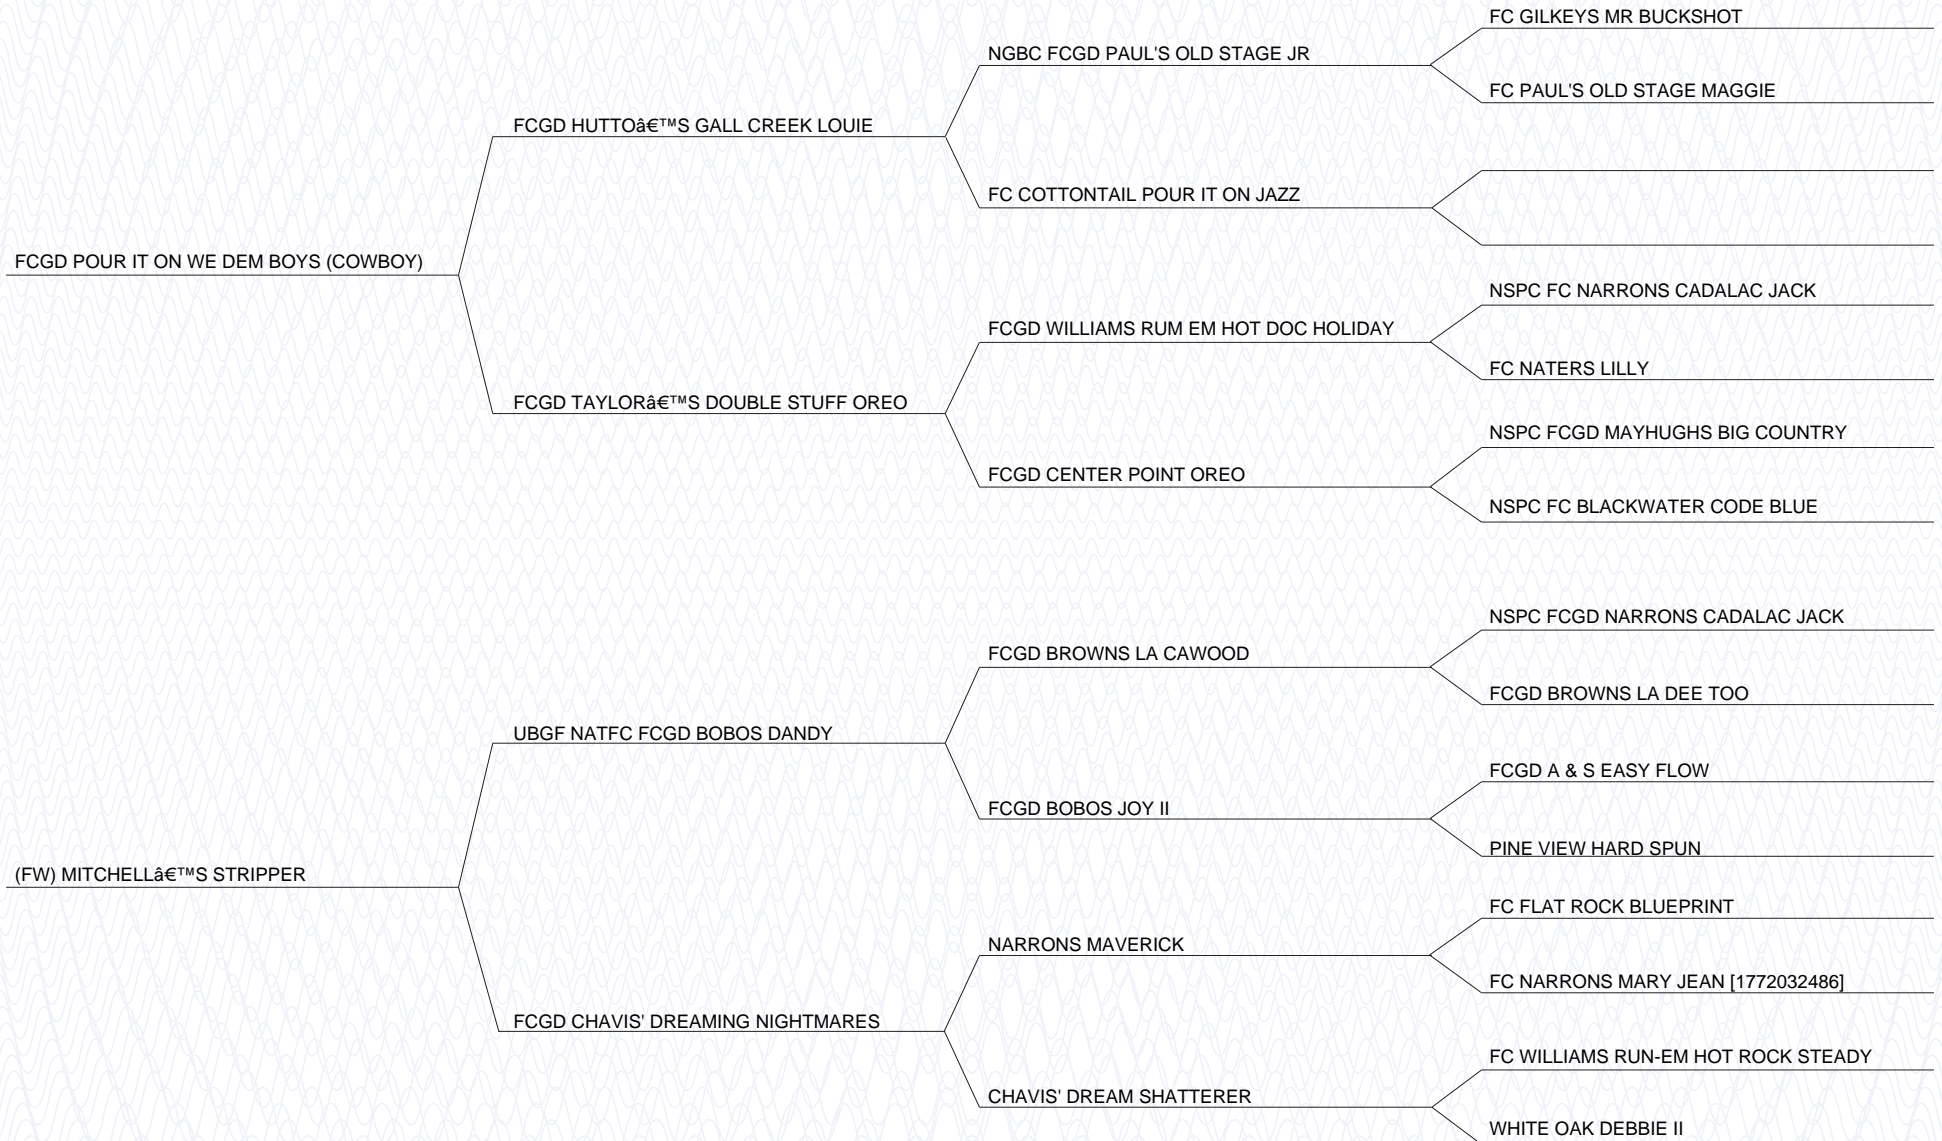 FC GILKEYS MR BUCKSHOT
NGBC FCGD PAUL'S OLD STAGE JR
FC PAUL'S OLD STAGE MAGGIE
FCGD HUTTOâ€™S GALL CREEK LOUIE
FC COTTONTAIL POUR IT ON JAZZ
FCGD POUR IT ON WE DEM BOYS (COWBOY)
NSPC FC NARRONS CADALAC JACK
FCGD WILLIAMS RUM EM HOT DOC HOLIDAY
FC NATERS LILLY
FCGD TAYLORâ€™S DOUBLE STUFF OREO
NSPC FCGD MAYHUGHS BIG COUNTRY
FCGD CENTER POINT OREO
NSPC FC BLACKWATER CODE BLUE
NSPC FCGD NARRONS CADALAC JACK
FCGD BROWNS LA CAWOOD
FCGD BROWNS LA DEE TOO
UBGF NATFC FCGD BOBOS DANDY
FCGD A & S EASY FLOW
FCGD BOBOS JOY II
PINE VIEW HARD SPUN
(FW) MITCHELLâ€™S STRIPPER
FC FLAT ROCK BLUEPRINT
NARRONS MAVERICK
FC NARRONS MARY JEAN [1772032486]
FCGD CHAVIS' DREAMING NIGHTMARES
FC WILLIAMS RUN-EM HOT ROCK STEADY
CHAVIS' DREAM SHATTERER
WHITE OAK DEBBIE II